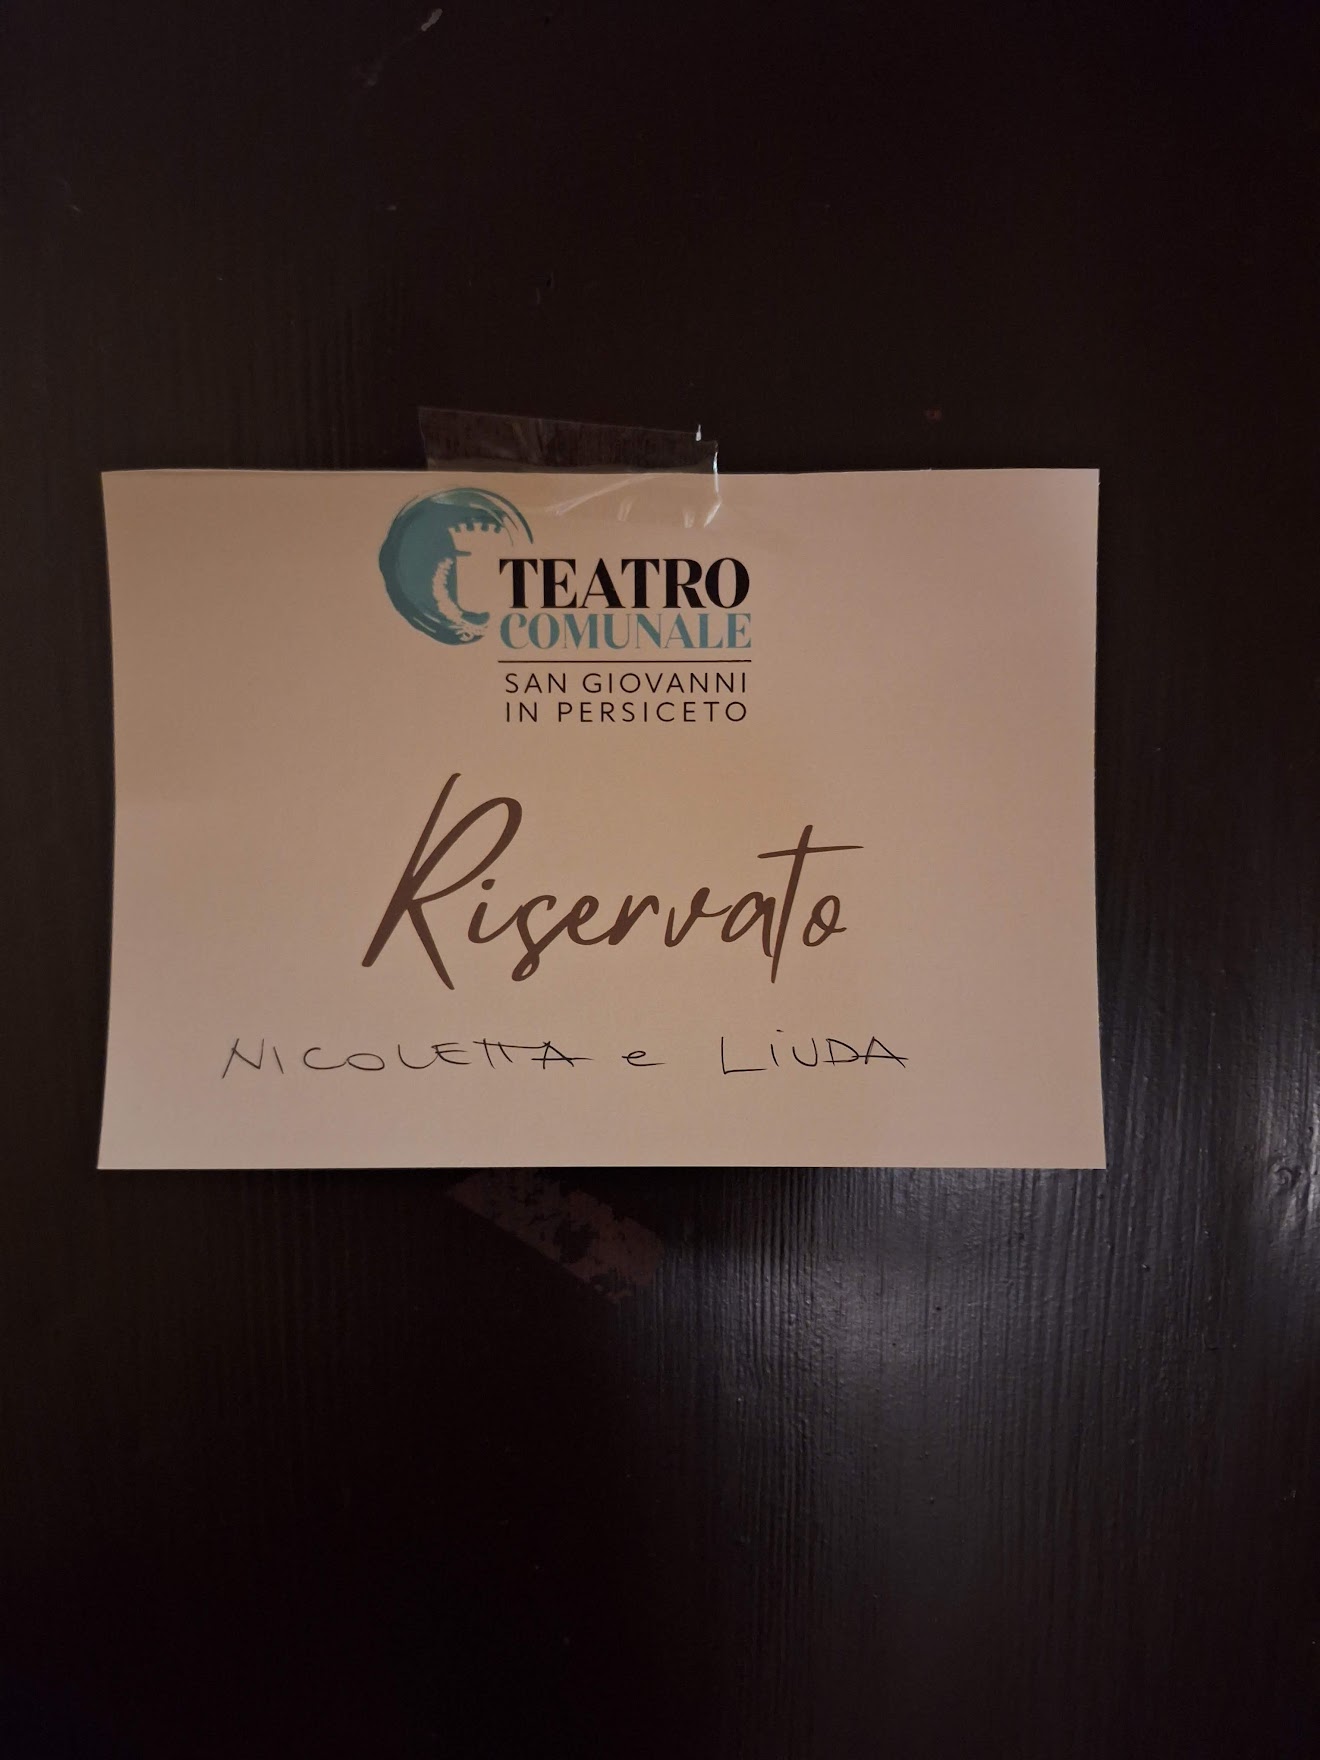 TEATRO
COMUNALE
SAN GIOVANNI
IN PERSICETO
Riservato
NICOLETTA e LIUDA